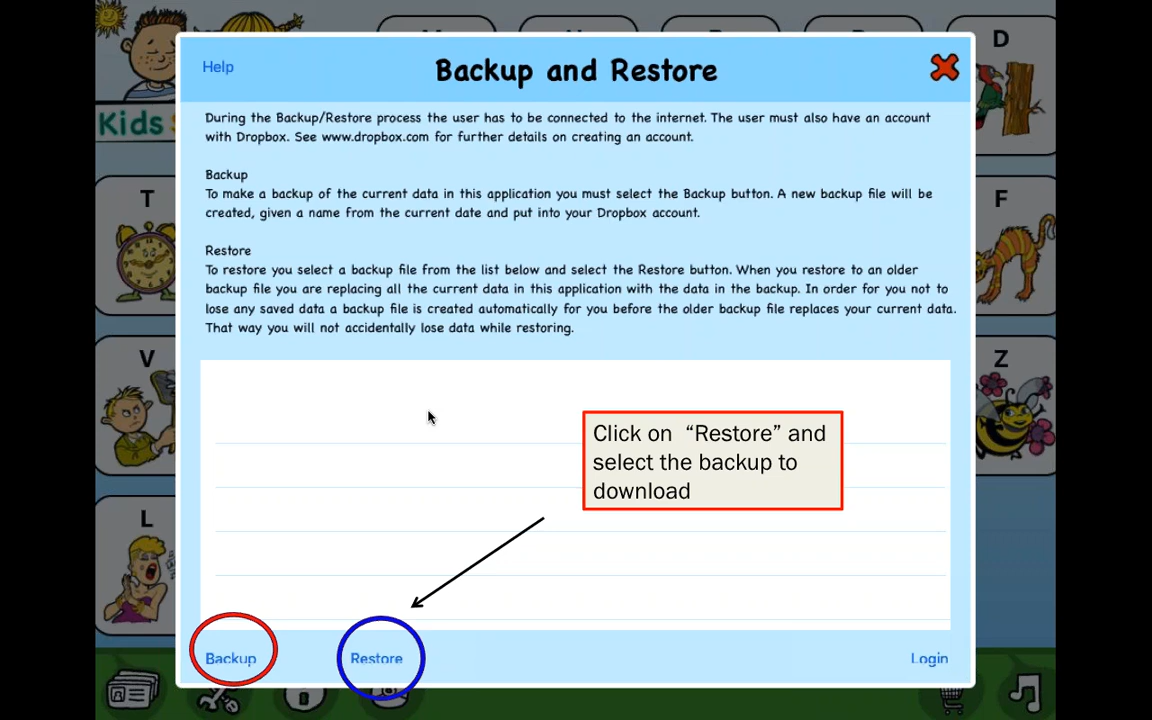 D
Help
Backup and Restore
Kids
During the Backup/Restore process the user has to be connected to the internet. The user must also have an account
with Dropbox. See www.dropbox.com for further details on creating an account.
T
Backup
F
To make a backup of the current data in this application you must select the Backup button. A new backup file will be
created, given a name from the current date and put into your Dropbox account.
Restore
To restore you select a backup file from the list below and select the Restore button. When you restore to an older
backup file you are replacing all the current data in this application with the data in the backup. In order for you not to
lose any saved data a backup file is created automatically for you before the older backup file replaces your current data.
That way you will not accidentally lose data while restoring.
V
Z
Click on “Restore” and
select the backup to
download
L
Backup
Restore
Login